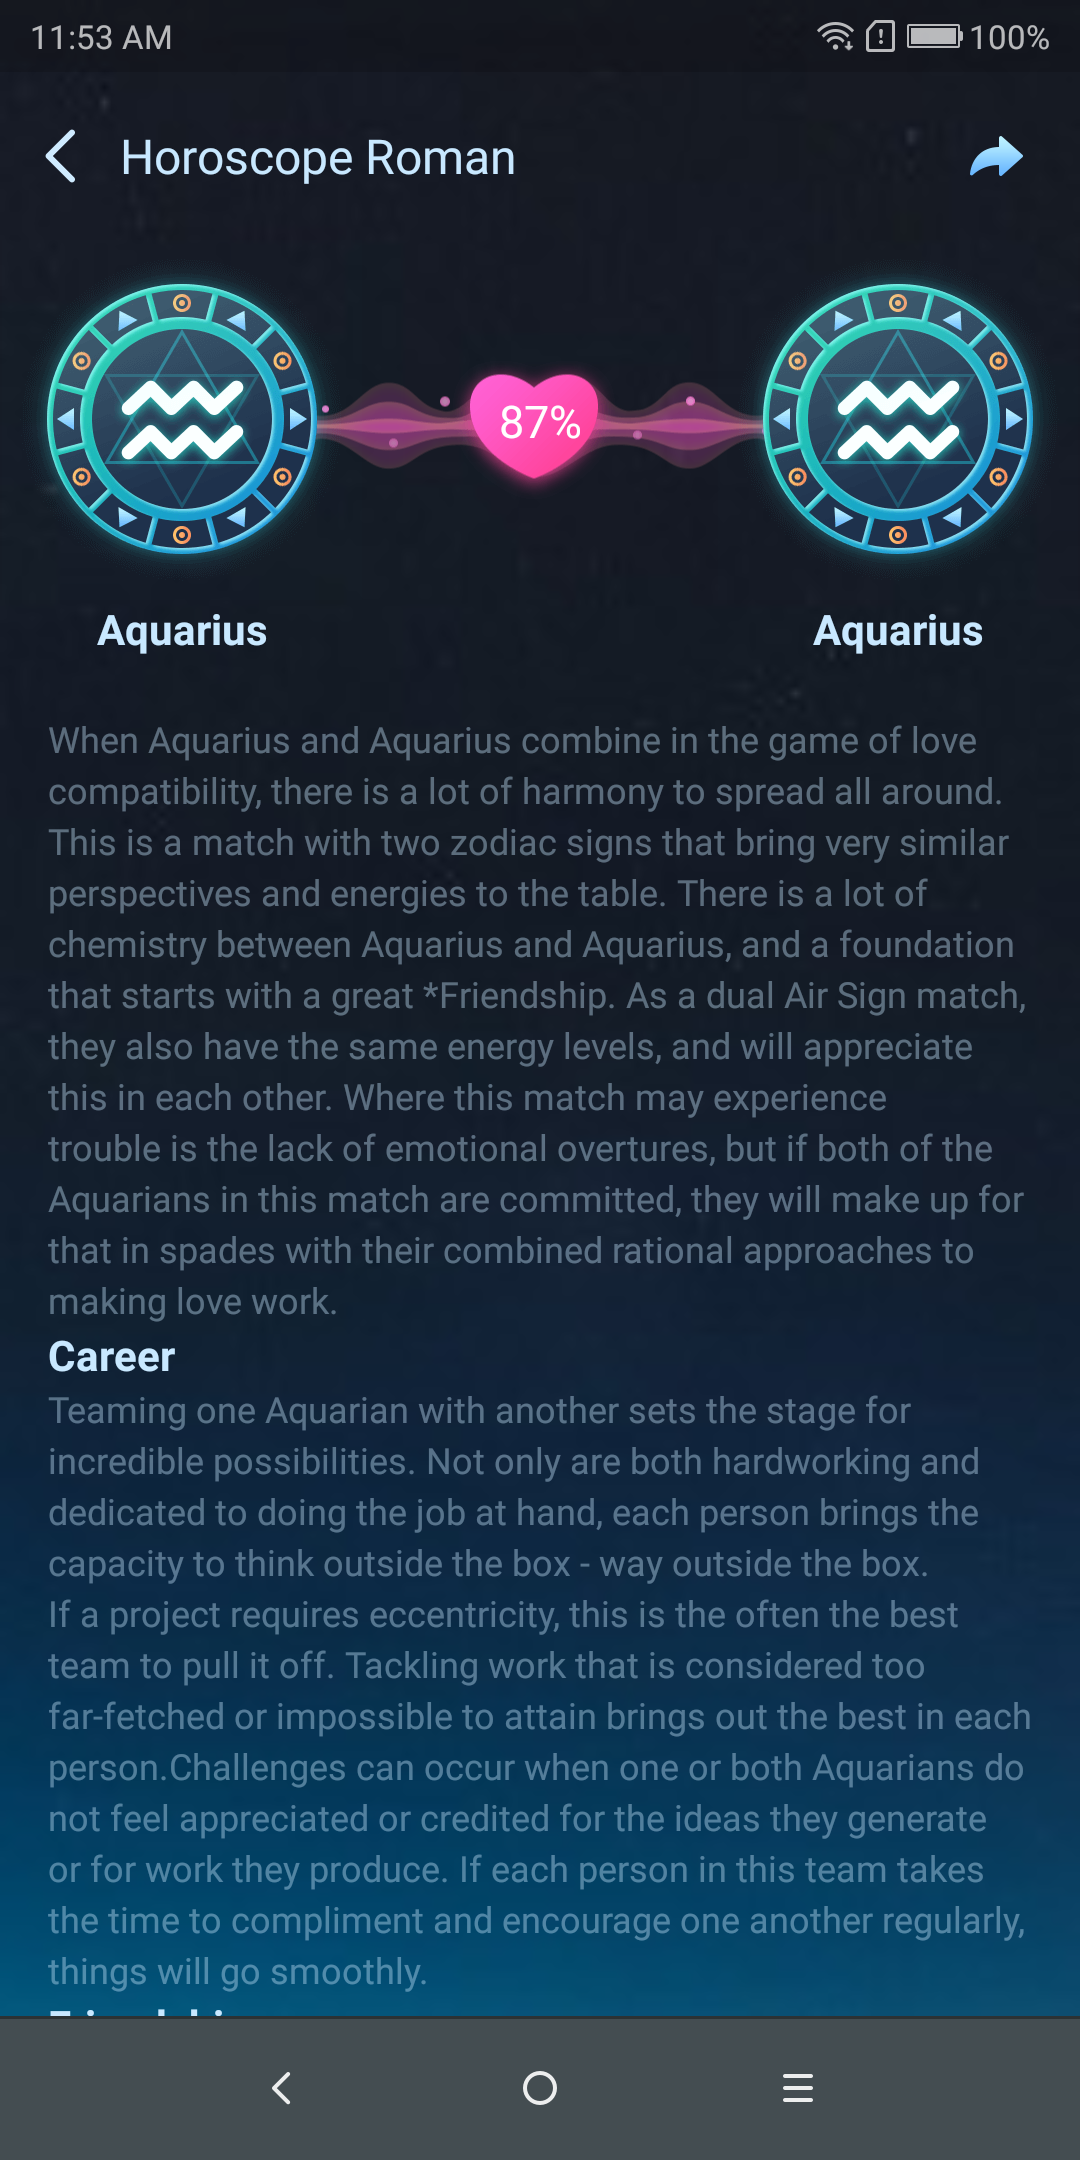 11:53 AM
100%
Horoscope Roman
87%
Aquarius
Aquarius
When Aquarius and Aquarius combine in the game of love
compatibility, there is a lot of harmony to spread all around.
This is a match with two zodiac signs that bring very similar
perspectives and energies to the table. There is a lot of
chemistry between Aquarius and Aquarius, and a foundation
that starts with a great *Friendship. As a dual Air Sign match,
they also have the same energy levels, and will appreciate
this in each other. Where this match may experience
trouble is the lack of emotional overtures, but if both of the
Aquarians in this match are committed, they will make up for
that in spades with their combined rational approaches to
making love work.
Career
Teaming one Aquarian with another sets the stage for
incredible possibilities. Not only are both hardworking and
dedicated to doing the job at hand, each person brings the
capacity to think outside the box - way outside the box.
If a project requires eccentricity, this is the often the best
team to pull it off. Tackling work that is considered too
far-fetched or impossible to attain brings out the best in each
person.Challenges can occur when one or both Aquarians do
not feel appreciated or credited for the ideas they generate
or for work they produce. If each person in this team takes
the time to compliment and encourage one another regularly,
things will go smoothly.